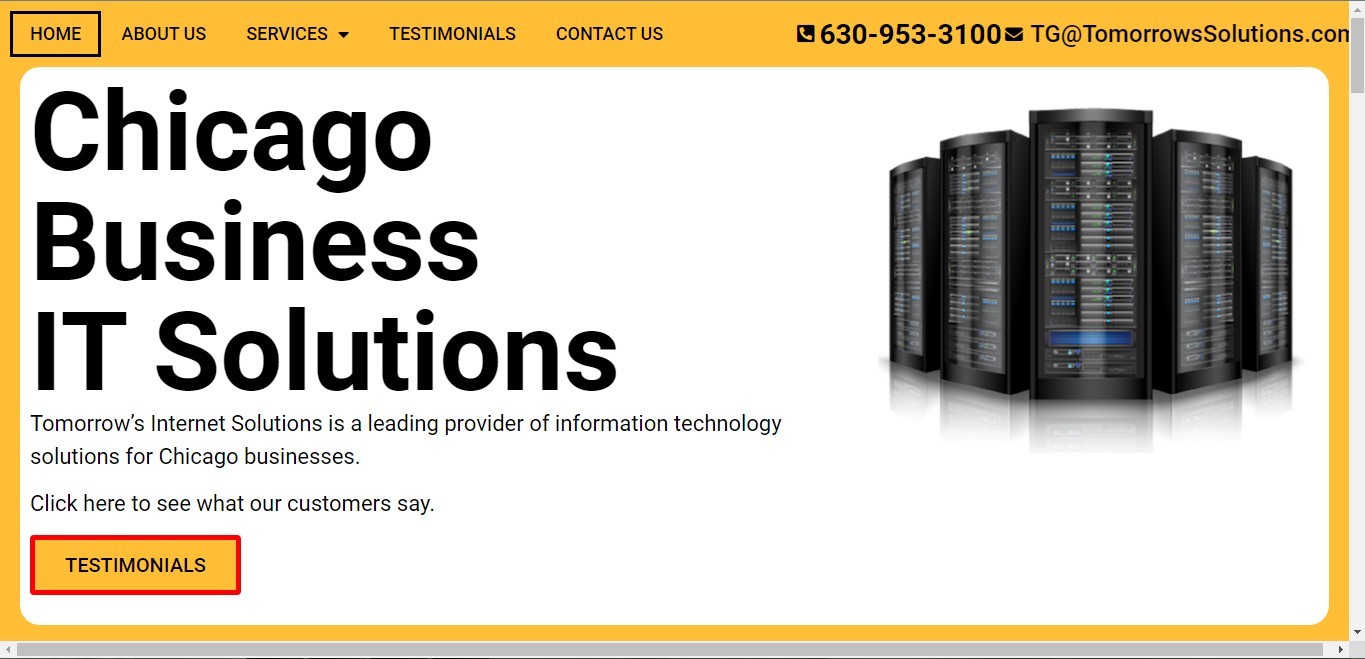 HOME ABOUT US SERVICES TESTIMONIALS CONTACT US 630-953-3100 TG@TomorrowsSolutions.com
Chicago
Business
IT Solutions
Tomorrow’s Internet Solutions is a leading provider of information technology
solutions for Chicago businesses.
Click here to see what our customers say.
TESTIMONIALS